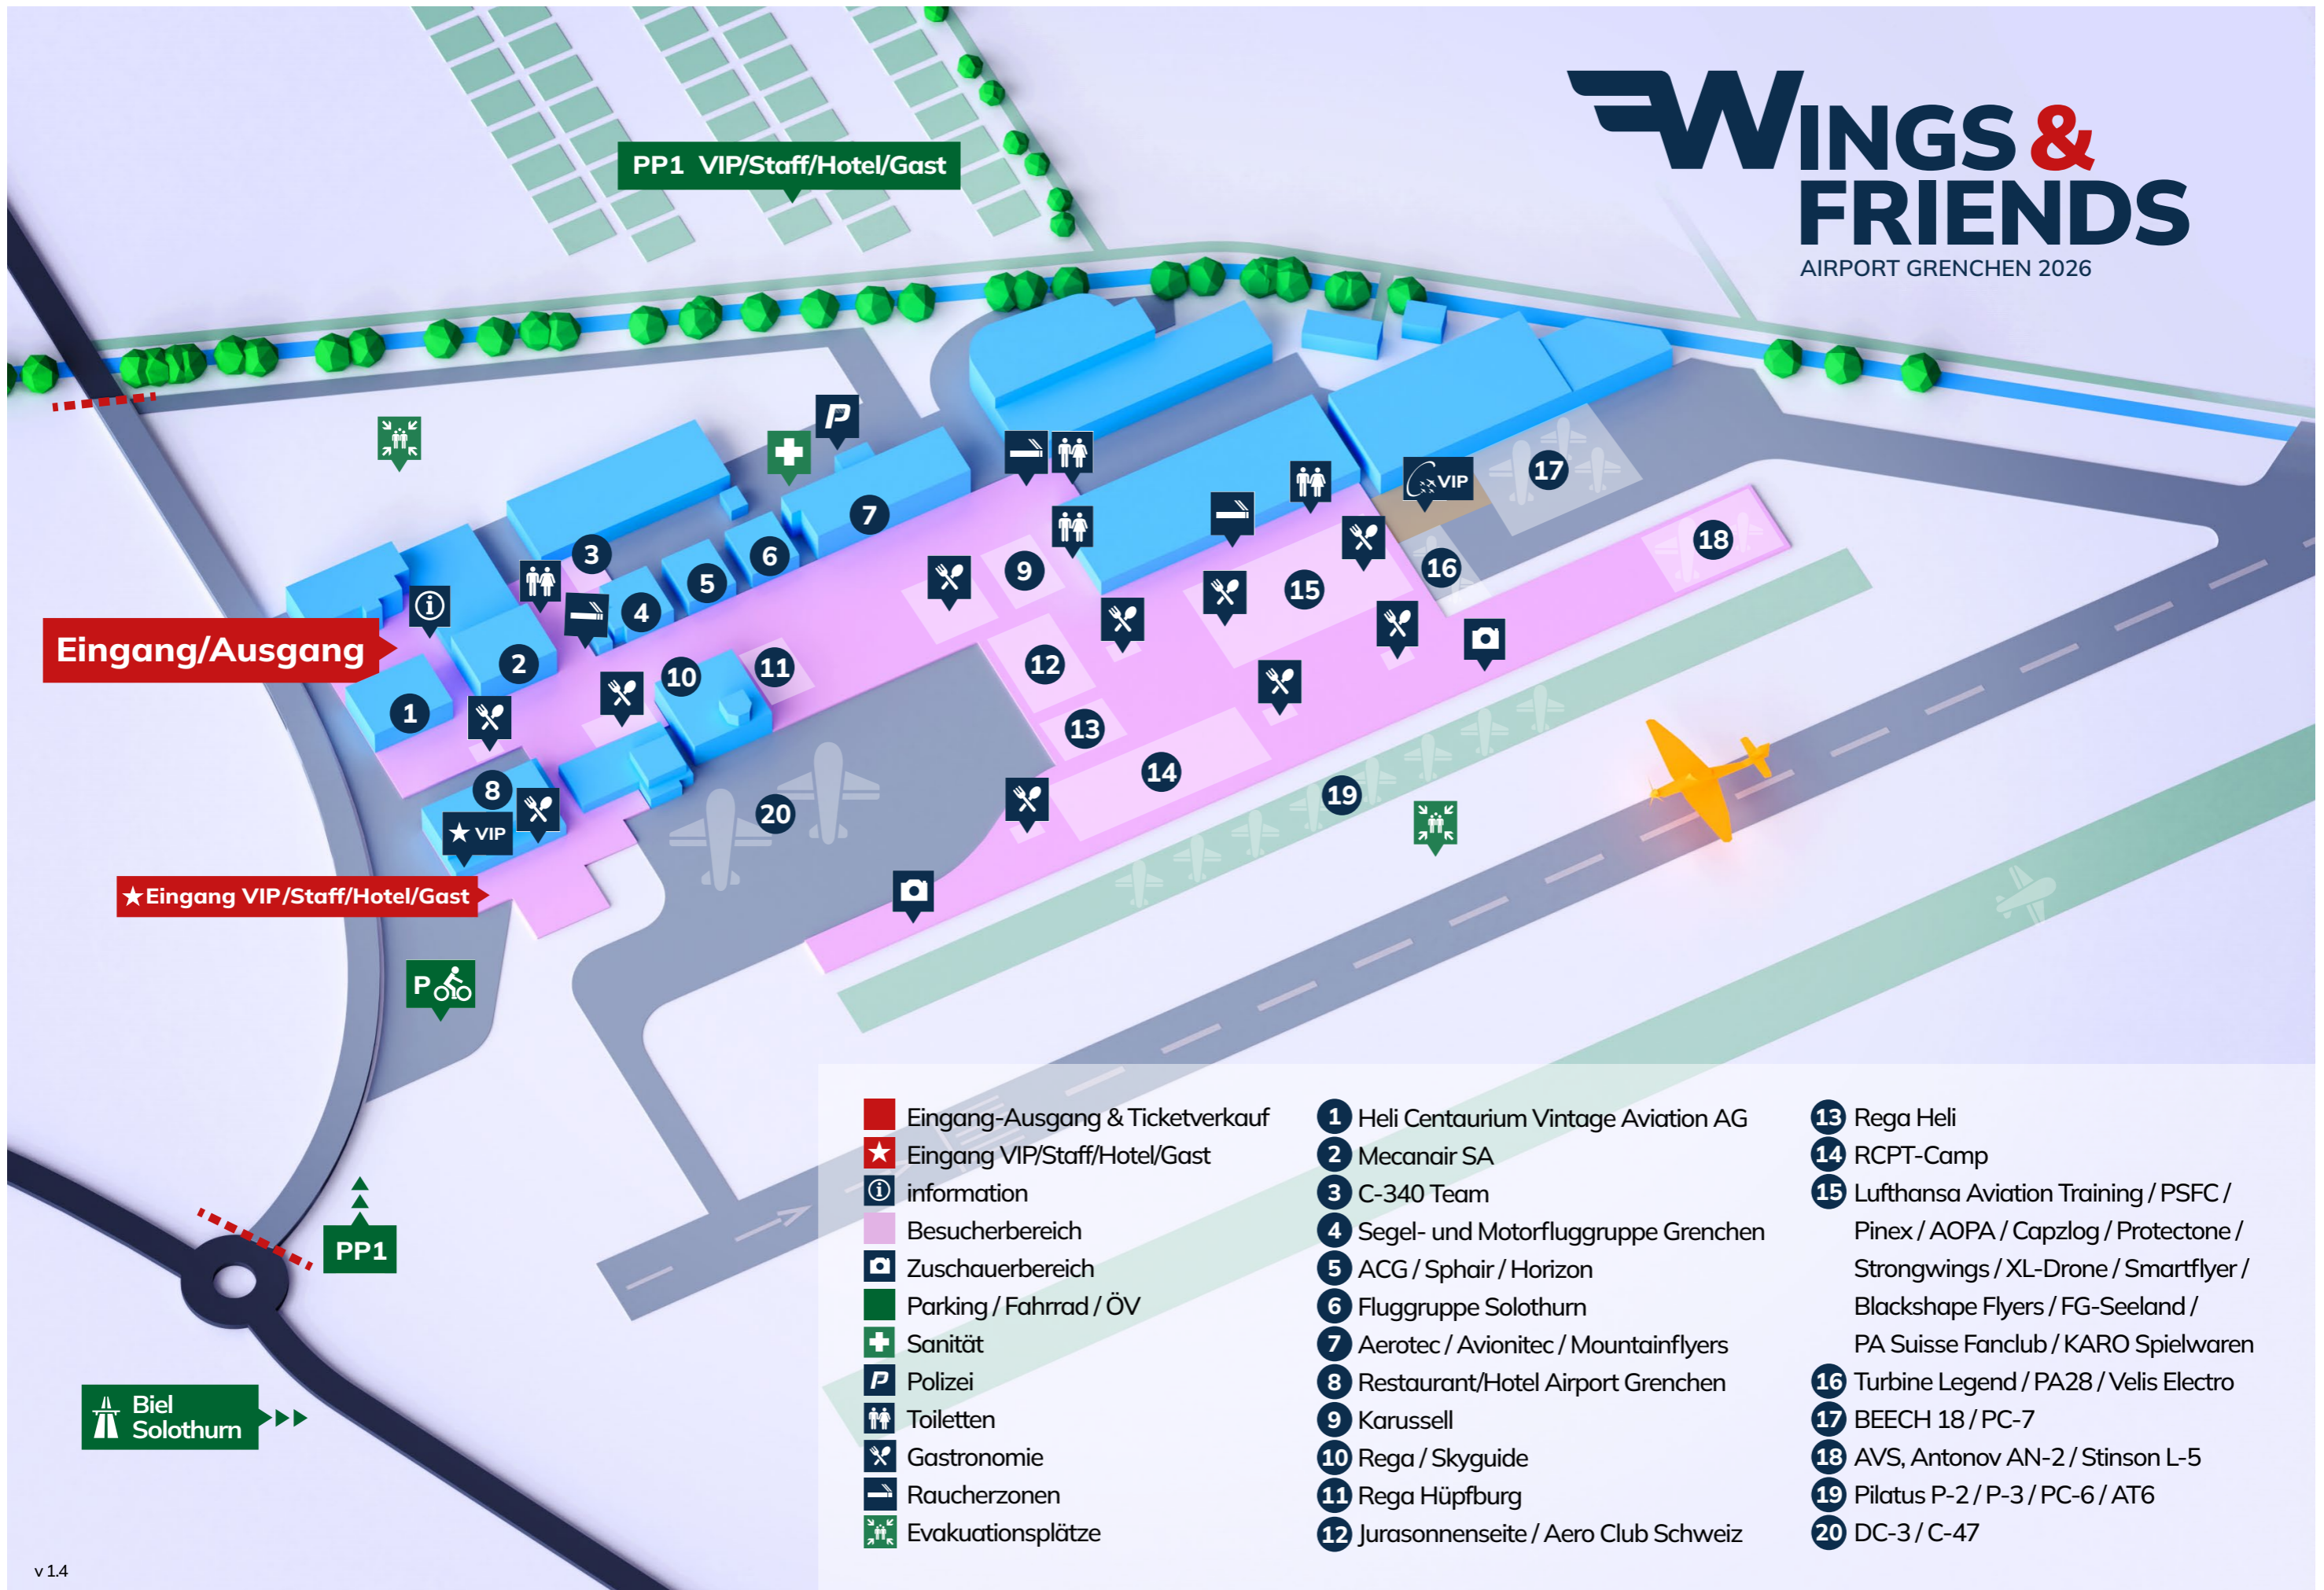 WINGS &
FRIENDS
AIRPORT GRENCHEN 2026
PP1 VIP/Staff/Hotel/Gast
P
VIP
7
17
3
6
5
9
16
18
15
4
Eingang/Ausgang
2
10
11
12
1
13
14
8
VIP
20
19
★Eingang VIP/Staff/Hotel/Gast
P
PP1
Biel
Solothurn
Eingang-Ausgang & Ticketverkauf
Eingang VIP/Staff/Hotel/Gast
information
Besucherbereich
Zuschauerbereich
Parking / Fahrrad / ÖV
Sanität
P Polizei
Toiletten
Gastronomie
Raucherzonen
Evakuationsplätze
1 Heli Centaurium Vintage Aviation AG
2 Mecanair SA
3 C-340 Team
4 Segel- und Motorfluggruppe Grenchen
5 ACG / Sphair / Horizon
6 Fluggruppe Solothurn
7 Aerotec / Avionitec / Mountainflyers
8 Restaurant/Hotel Airport Grenchen
9 Karussell
10 Rega / Skyguide
11 Rega Hüpfburg
12 Jurasonnenseite / Aero Club Schweiz
13 Rega Heli
14 RCPT-Camp
15 Lufthansa Aviation Training / PSFC /
Pinex / AOPA / Capzlog / Protectone /
Strongwings / XL-Drone / Smartflyer /
Blackshape Flyers / FG-Seeland /
PA Suisse Fanclub / KARO Spielwaren
16 Turbine Legend / PA28 / Velis Electro
17 BEECH 18 / PC-7
18 AVS, Antonov AN-2 / Stinson L-5
19 Pilatus P-2 / P-3 / PC-6 / AT6
20 DC-3 / C-47
v 1.4